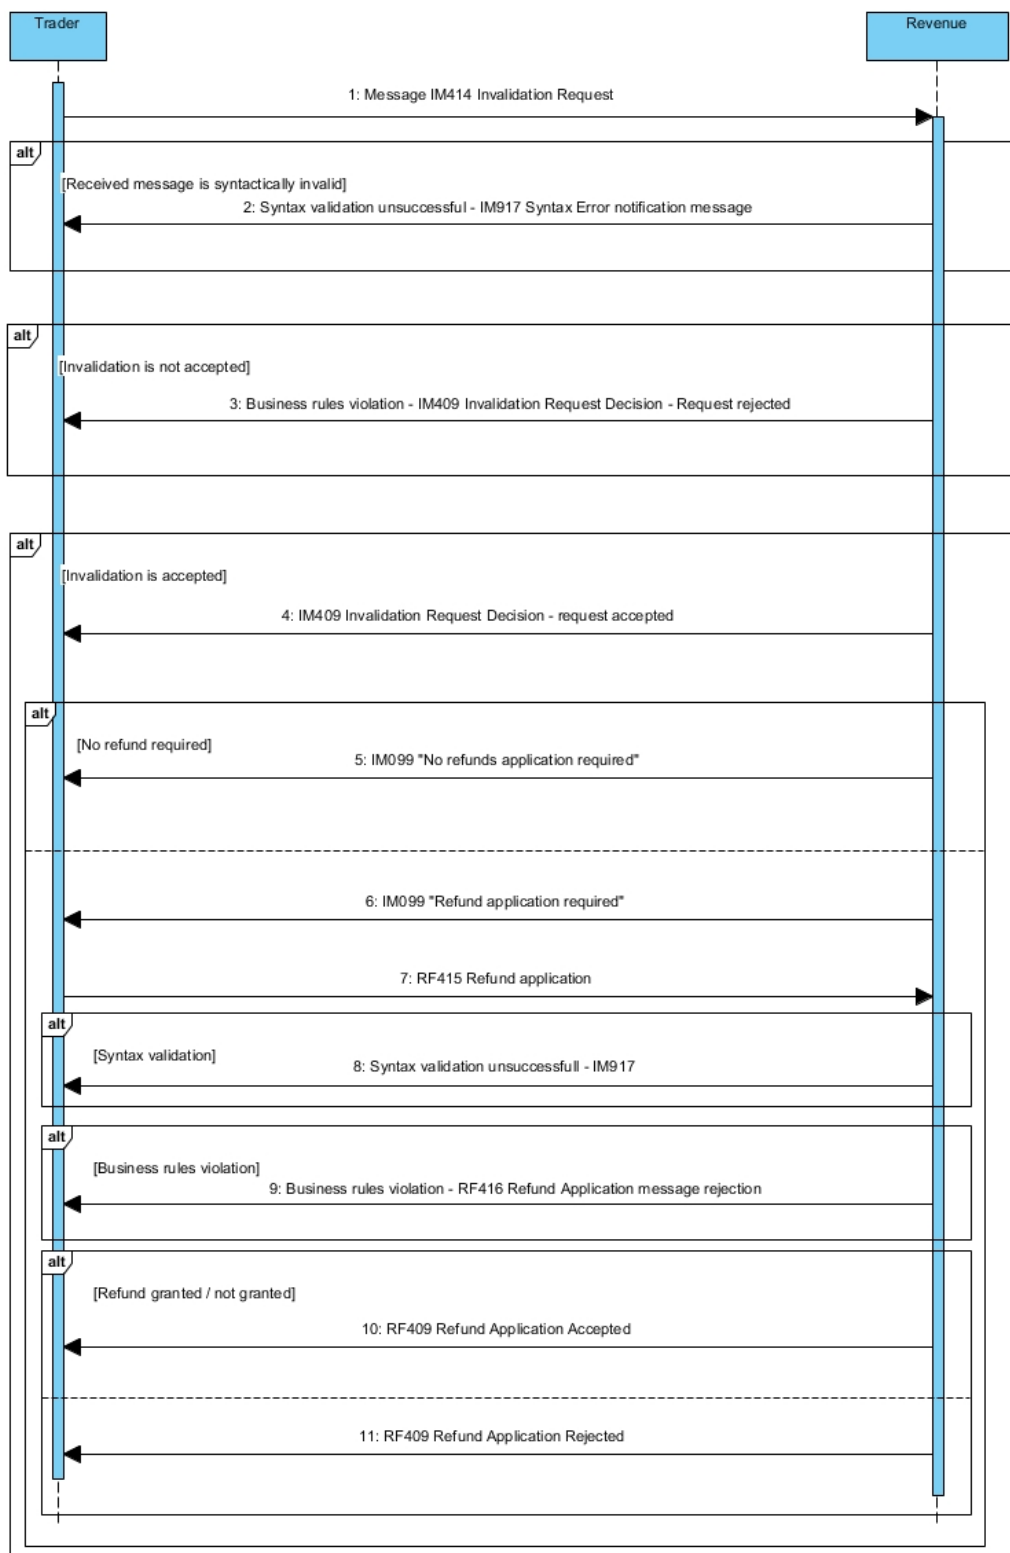 Trader
Revenue
1: Message IM414 Invalidation Request
alt
[Received message is syntactically invalid]
2: Syntax validation unsuccessful - IM917 Syntax Error notification message
alt
[Invalidation is not accepted]
3: Business rules violation - IM409 Invalidation Request Decision - Request rejected
alt
[Invalidation is accepted]
4: IM409 Invalidation Request Decision - request accepted
alt
[No refund required]
5: IM099 "No refunds application required"
6: IM099 "Refund application required"
7: RF415 Refund application
alt
[Syntax validation]
8: Syntax validation unsuccessfull - IM917
alt
[Business rules violation]
9: Business rules violation - RF416 Refund Application message rejection
alt
[Refund granted / not granted]
10: RF409 Refund Application Accepted
11: RF409 Refund Application Rejected